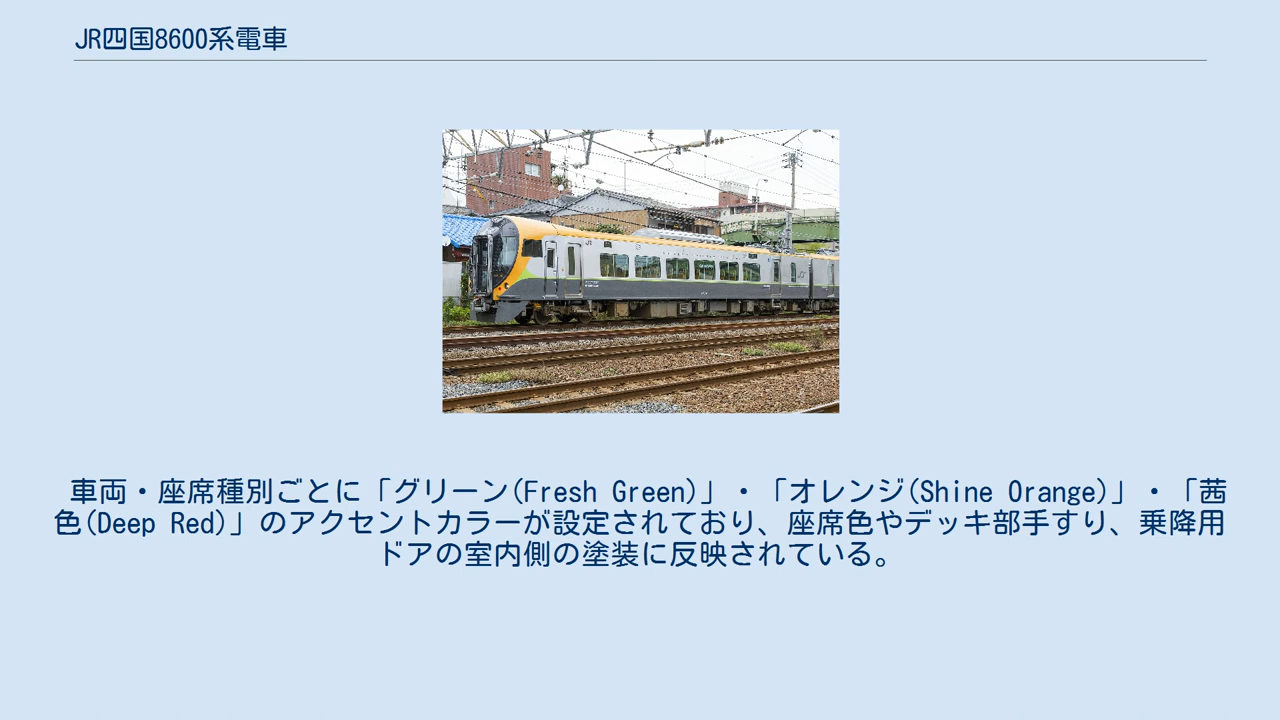 JR四国8600系電車
車両・座席種別ごとに「グリーン(Fresh Green)」・「オレンジ(Shine Orange)」・「茜
色(Deep Red)」のアクセントカラーが設定されており、座席色やデッキ部手すり、乗降用
ドアの室内側の塗装に反映されている。